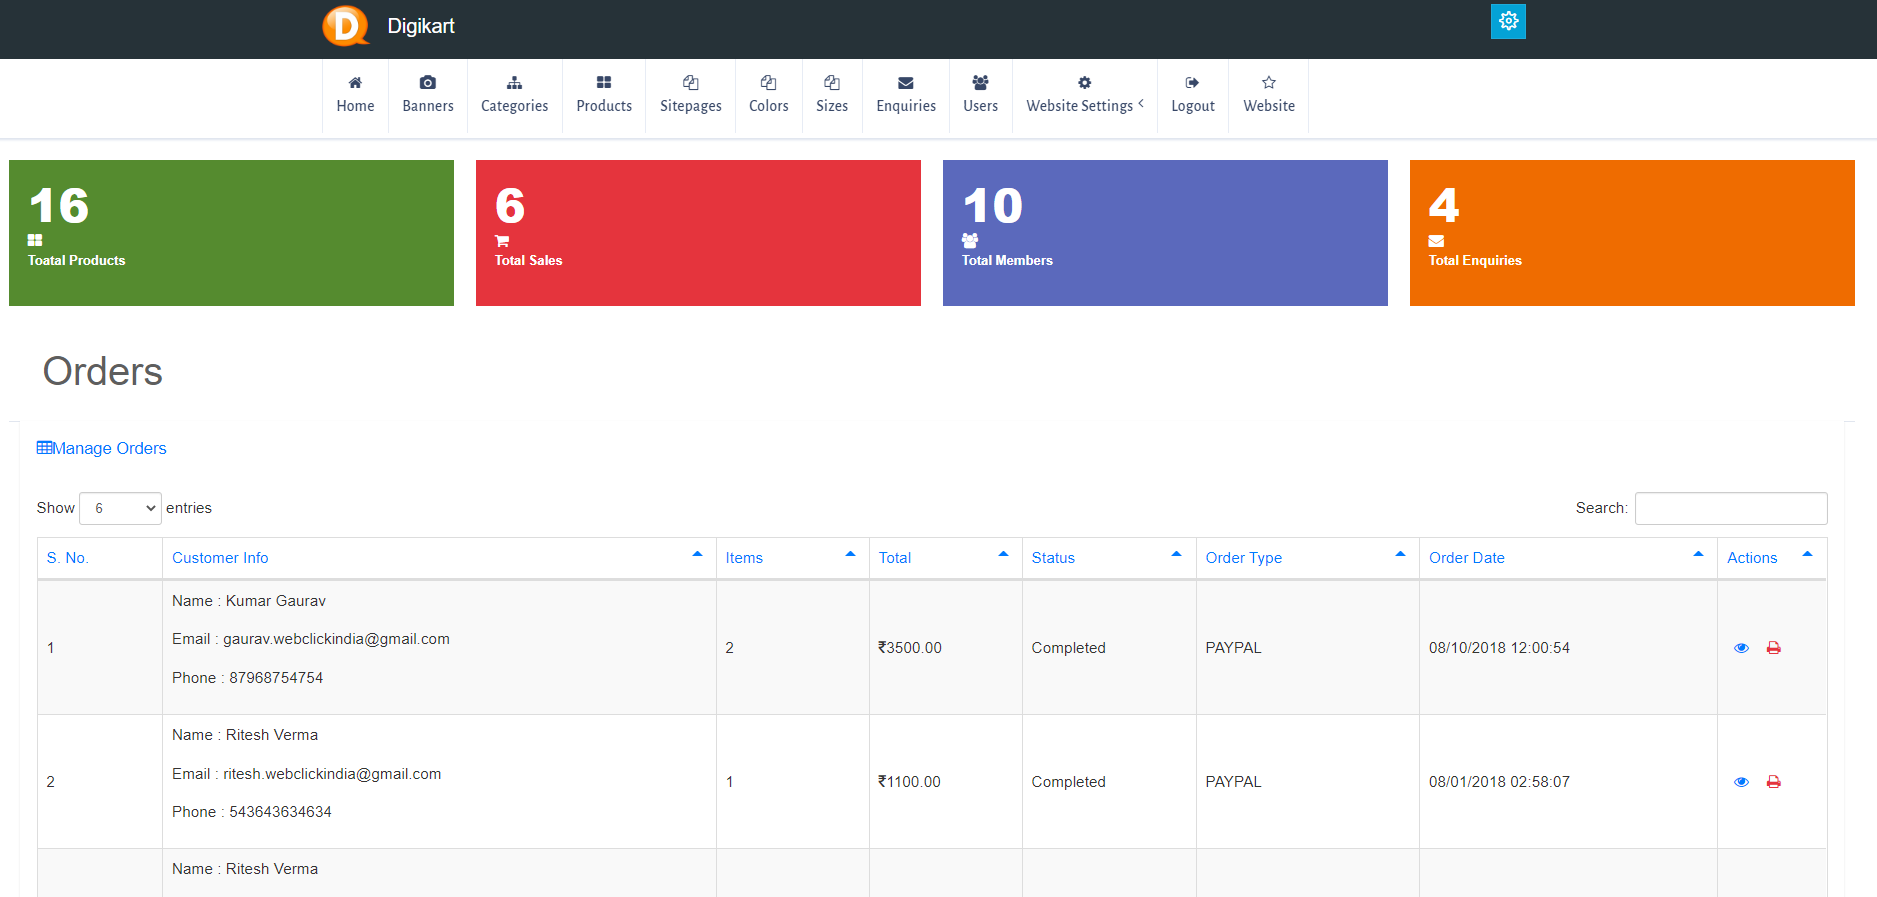 D Digikart
Home Banners Categories Products Sitepages Colors Sizes Enquiries Users Website Settings Logout Website
16
Toatal Products
6
Total Sales
10
Total Members
4
Total Enquiries
Orders
Manage Orders
Show 6 entries Search:
S. No. Customer Info Items Total Status Order Type Order Date Actions
Name : Kumar Gaurav
Email : gaurav.webclickindia@gmail.com
1 2 ₹3500.00 Completed PAYPAL 08/10/2018 12:00:54
Phone : 87968754754
Name : Ritesh Verma
Email : ritesh.webclickindia@gmail.com
2 1 ₹1100.00 Completed PAYPAL 08/01/2018 02:58:07
Phone : 543643634634
Name : Ritesh Verma